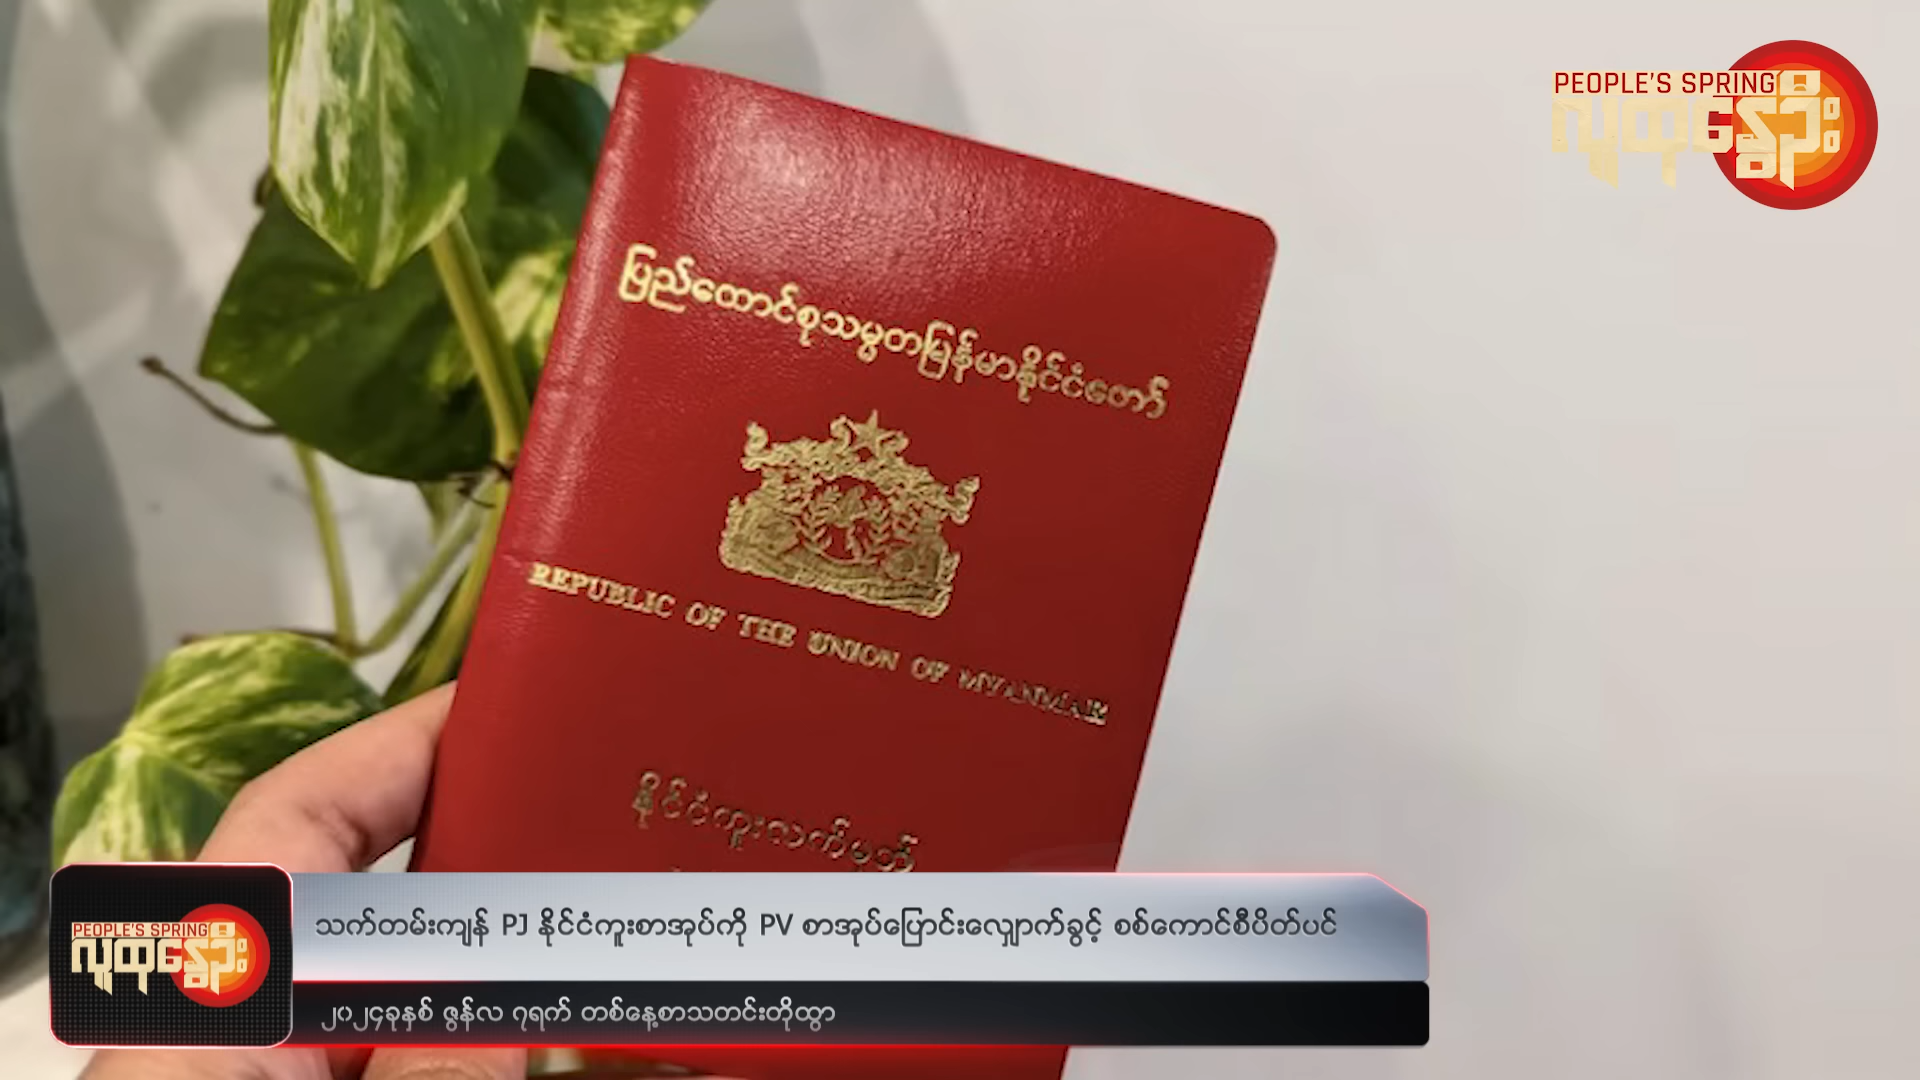 PEOPLE'S SPRING
လူထုနွေဦး
ပြည်ထောင်စုသမ္မတမြန်မာနိုင်ငံတော်
REPUBLIC OF THE UNION OF MYANMAR
နိုင်ငံကူးလက်မှတ်
PEOPLE'S SPRING
လူထုနွေဦး
သက်တမ်းကျန် PJ နိုင်ငံကူးစာအုပ်ကို PV စာအုပ်ပြောင်းလျှောက်ခွင့် စစ်ကောင်စီပိတ်ပင်
၂၀၂၄ခုနှစ် ဇွန်လ ၇ရက် တစ်နေ့စာသတင်းတိုထွာ